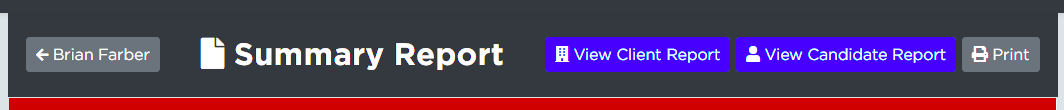 Brian Farber
Summary Report
View Client Report
View Candidate Report
Print